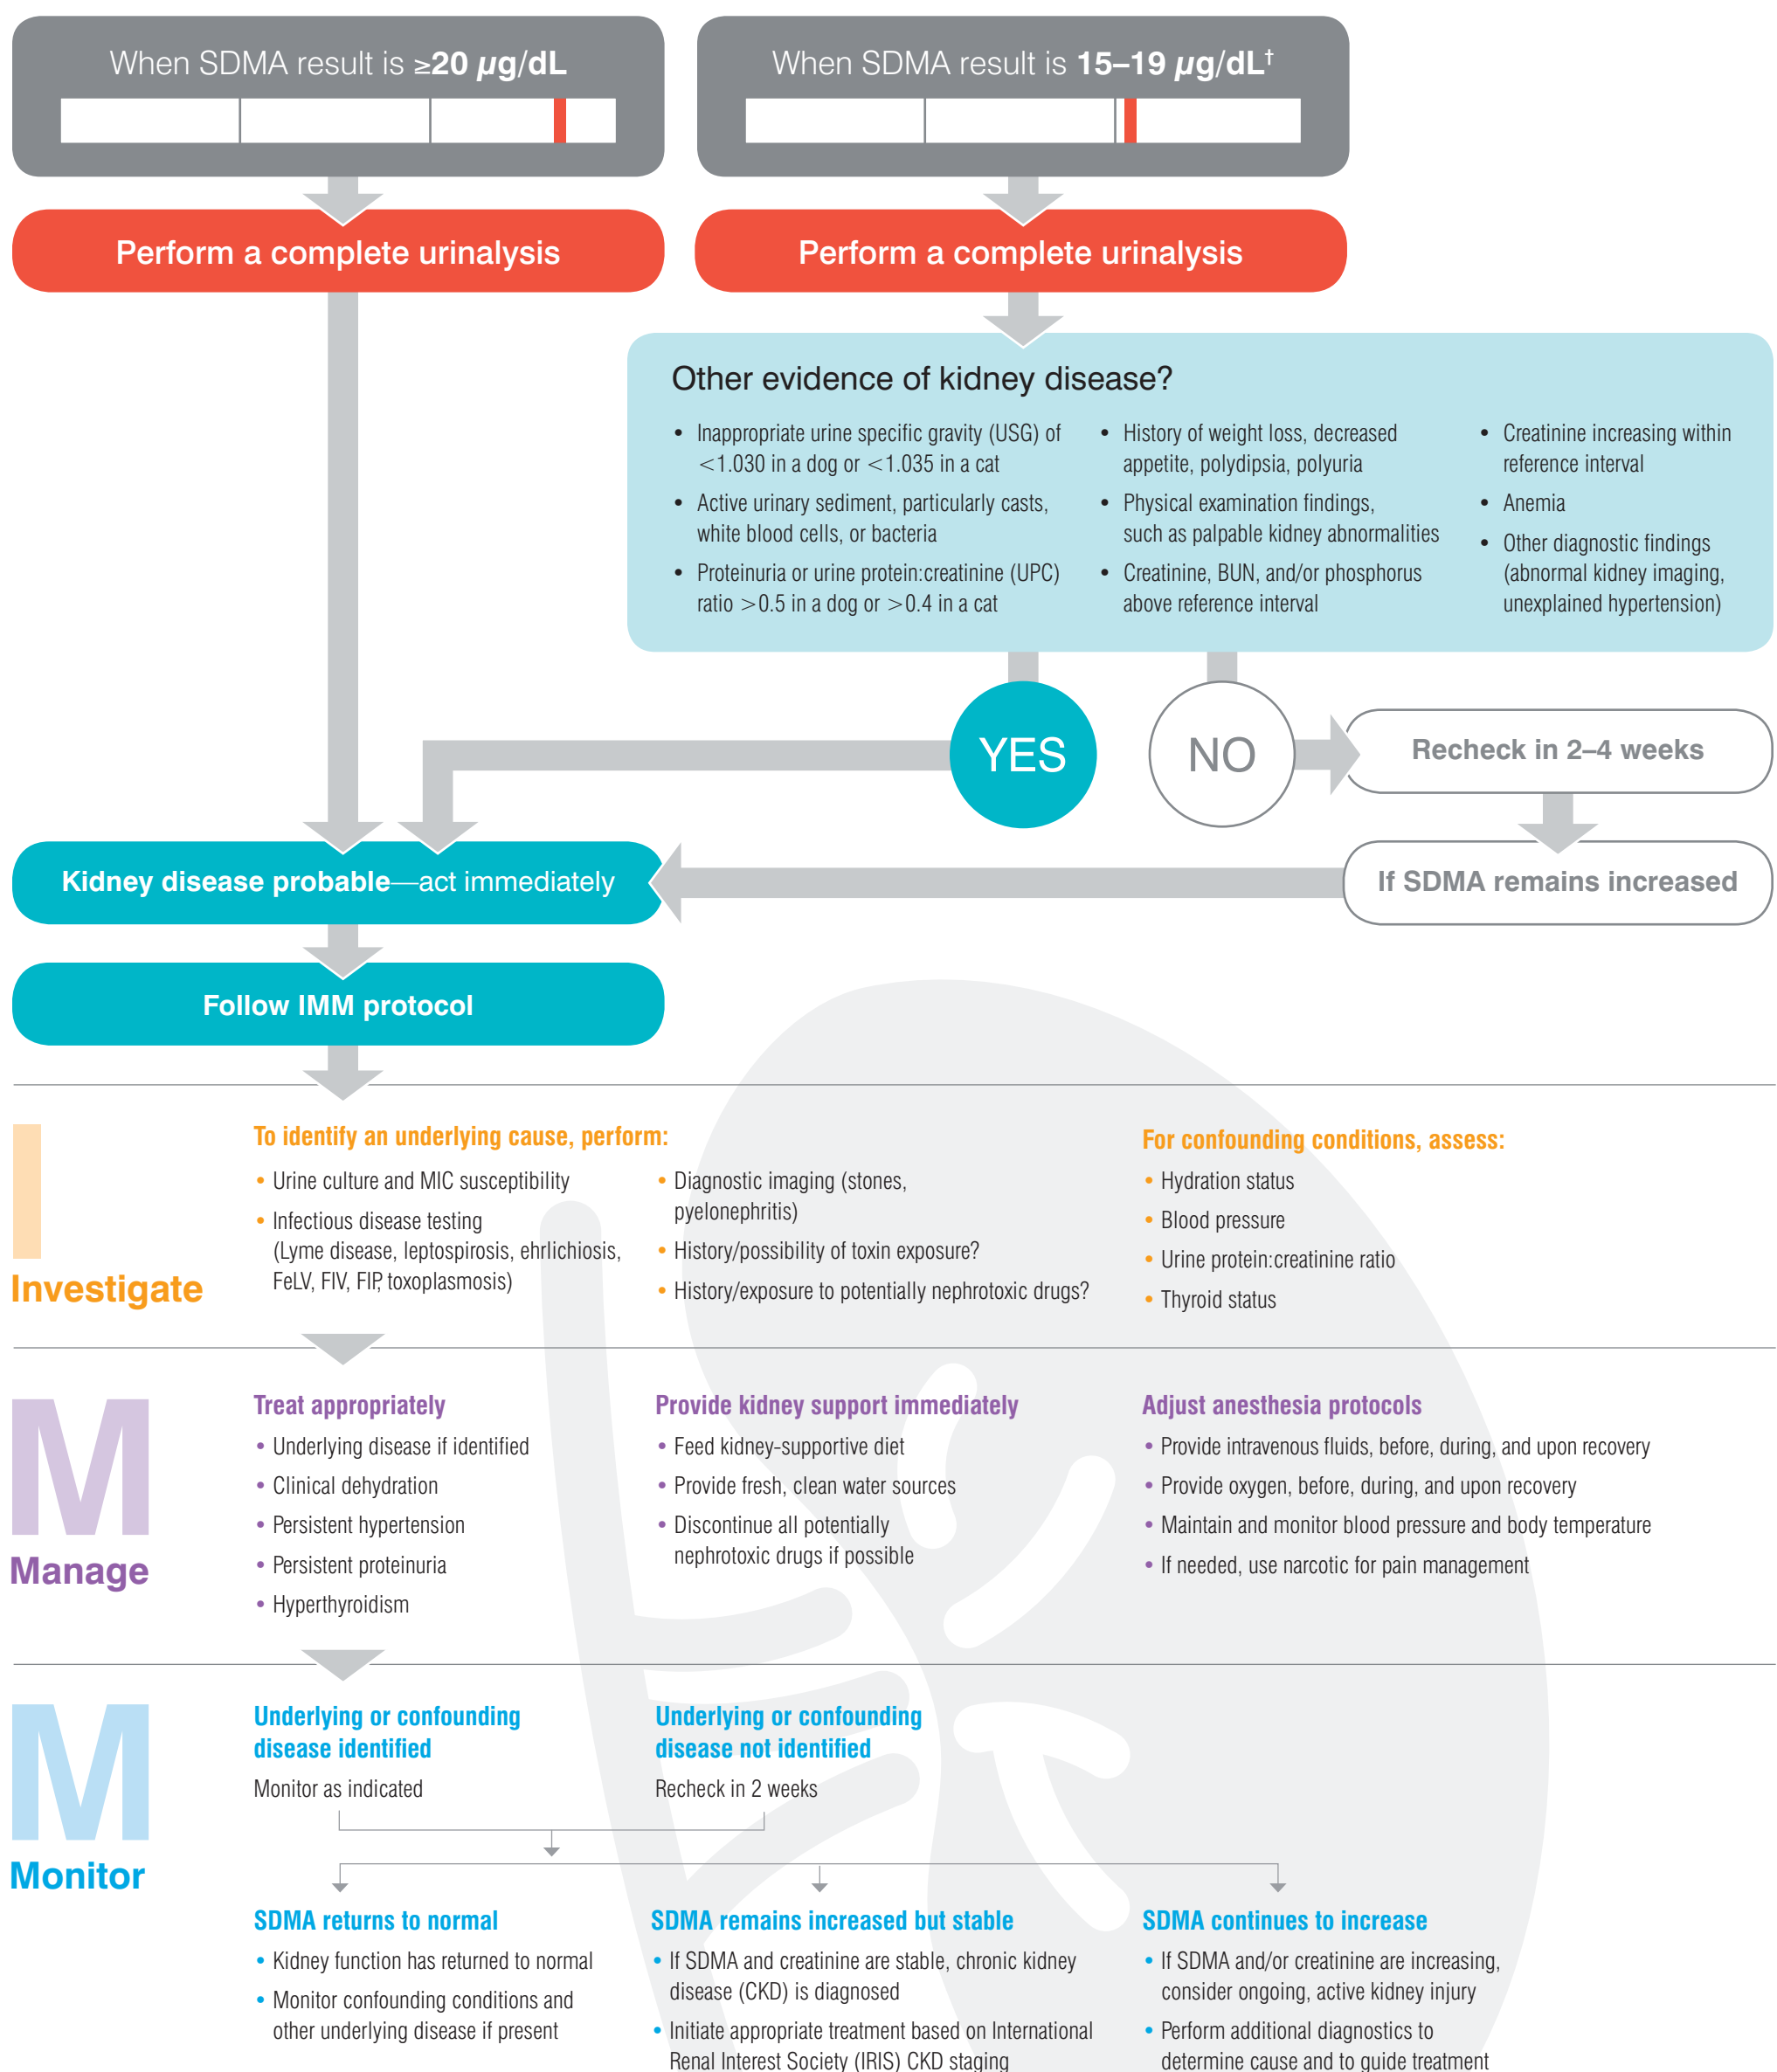 When SDMA result is ≥20 µg/dL
When SDMA result is 15–19 µg/dL†
Perform a complete urinalysis
Perform a complete urinalysis
Other evidence of kidney disease?
• Inappropriate urine specific gravity (USG) of
<1.030 in a dog or <1.035 in a cat
• Active urinary sediment, particularly casts,
white blood cells, or bacteria
• Proteinuria or urine protein:creatinine (UPC)
ratio >0.5 in a dog or >0.4 in a cat
• History of weight loss, decreased
appetite, polydipsia, polyuria
• Physical examination findings,
such as palpable kidney abnormalities
• Creatinine, BUN, and/or phosphorus
above reference interval
• Creatinine increasing within
reference interval
• Anemia
• Other diagnostic findings
(abnormal kidney imaging,
unexplained hypertension)
YES
NO
Recheck in 2–4 weeks
If SDMA remains increased
Kidney disease probable—act immediately
Follow IMM protocol
I
Investigate
To identify an underlying cause, perform:
• Urine culture and MIC susceptibility
• Infectious disease testing
(Lyme disease, leptospirosis, ehrlichiosis,
FeLV, FIV, FIP, toxoplasmosis)
• Diagnostic imaging (stones,
pyelonephritis)
• History/possibility of toxin exposure?
• History/exposure to potentially nephrotoxic drugs?
For confounding conditions, assess:
• Hydration status
• Blood pressure
• Urine protein:creatinine ratio
• Thyroid status
M
Manage
Treat appropriately
• Underlying disease if identified
• Clinical dehydration
• Persistent hypertension
• Persistent proteinuria
• Hyperthyroidism
Provide kidney support immediately
• Feed kidney-supportive diet
• Provide fresh, clean water sources
• Discontinue all potentially
nephrotoxic drugs if possible
Adjust anesthesia protocols
• Provide intravenous fluids, before, during, and upon recovery
• Provide oxygen, before, during, and upon recovery
• Maintain and monitor blood pressure and body temperature
• If needed, use narcotic for pain management
M
Monitor
Underlying or confounding
disease identified
Monitor as indicated
Underlying or confounding
disease not identified
Recheck in 2 weeks
SDMA returns to normal
• Kidney function has returned to normal
• Monitor confounding conditions and
other underlying disease if present
SDMA remains increased but stable
• If SDMA and creatinine are stable, chronic kidney
disease (CKD) is diagnosed
• Initiate appropriate treatment based on International
Renal Interest Society (IRIS) CKD staging
SDMA continues to increase
• If SDMA and/or creatinine are increasing,
consider ongoing, active kidney injury
• Perform additional diagnostics to
determine cause and to guide treatment